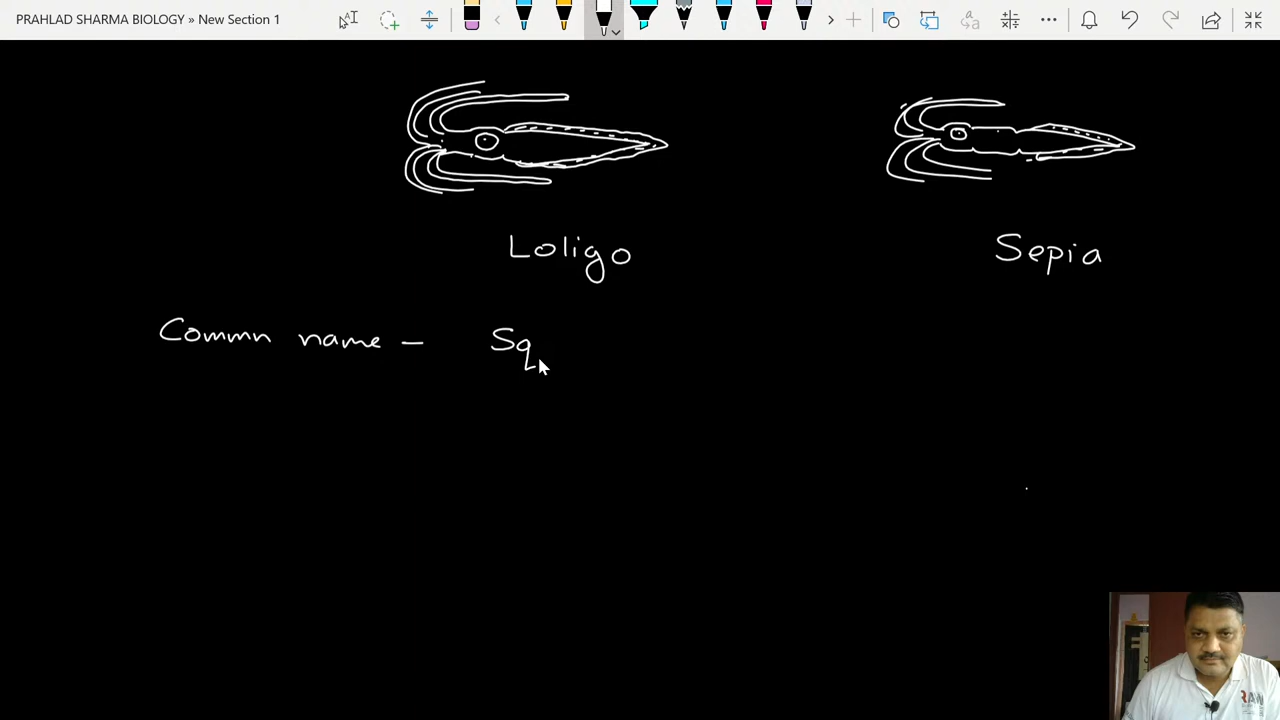 PRAHLAD SHARMA BIOLOGY » New Section 1
Loligo Sepia
Commn name - Sq